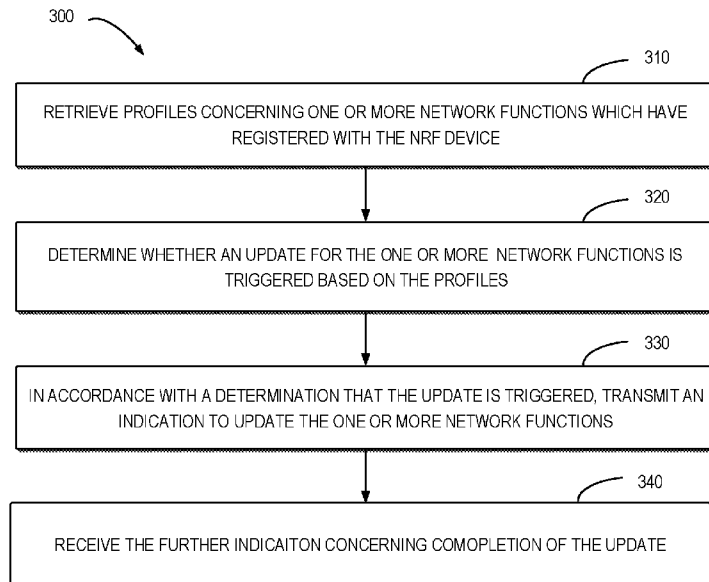 300
310
RETRIEVE PROFILES CONCERNING ONE OR MORE NETWORK FUNCTIONS WHICH HAVE
REGISTERED WITH THE NRF DEVICE
320
DETERMINE WHETHER AN UPDATE FOR THE ONE OR MORE NETWORK FUNCTIONS IS
TRIGGERED BASED ON THE PROFILES
330
IN ACCORDANCE WITH A DETERMINATION THAT THE UPDATE IS TRIGGERED, TRANSMIT AN
INDICATION TO UPDATE THE ONE OR MORE NETWORK FUNCTIONS
340
RECEIVE THE FURTHER INDICAITON CONCERNING COMOPLETION OF THE UPDATE